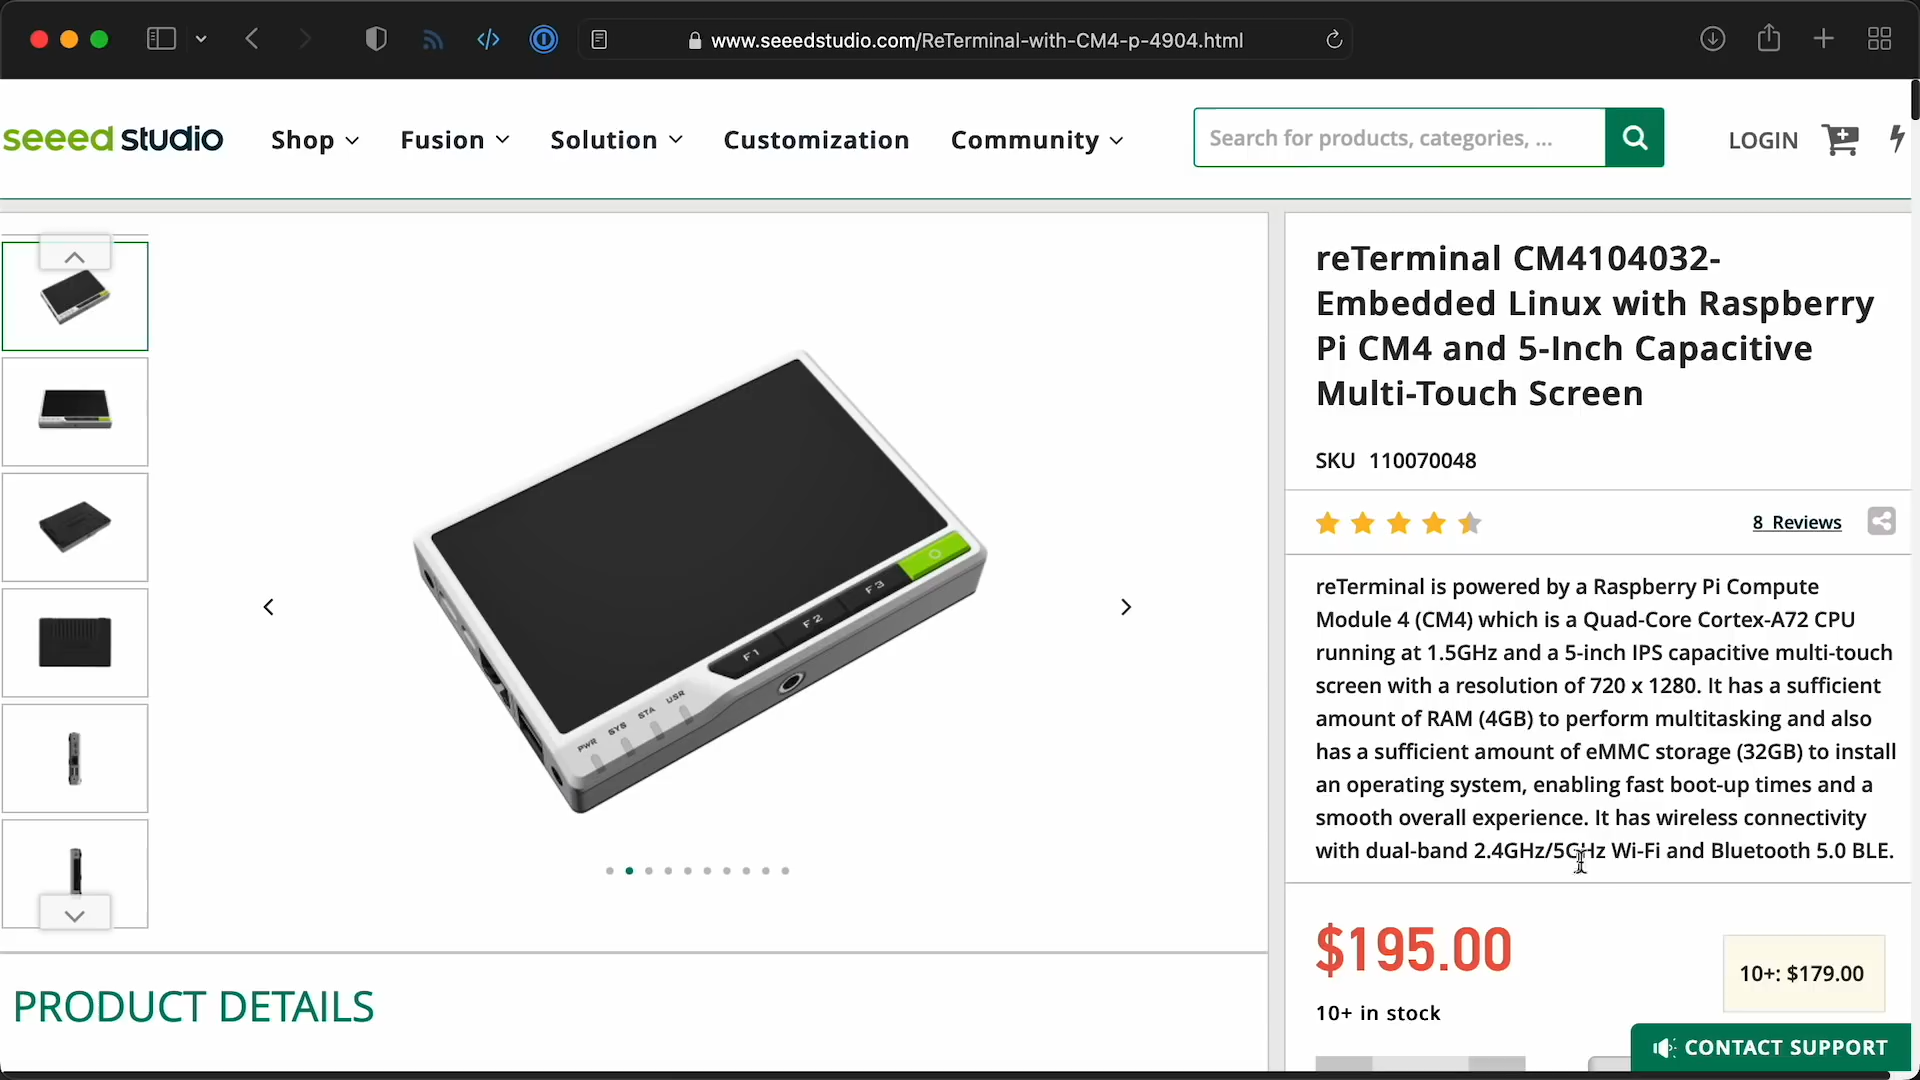 www.seeedstudio.com/ReTerminal-with-CM4-p-4904.html
seeed studio
Shop
Fusion
Solution
Customization
Community
Search for products, categories, ...
LOGIN
reTerminal CM4104032-
Embedded Linux with Raspberry
Pi CM4 and 5-Inch Capacitive
Multi-Touch Screen
SKU 110070048
8 Reviews
reTerminal is powered by a Raspberry Pi Compute
Module 4 (CM4) which is a Quad-Core Cortex-A72 CPU
running at 1.5GHz and a 5-inch IPS capacitive multi-touch
screen with a resolution of 720 x 1280. It has a sufficient
amount of RAM (4GB) to perform multitasking and also
has a sufficient amount of eMMC storage (32GB) to install
an operating system, enabling fast boot-up times and a
smooth overall experience. It has wireless connectivity
with dual-band 2.4GHz/5GHz Wi-Fi and Bluetooth 5.0 BLE.
F1
F2
F3
PWR
SYS
STA
USR
$195.00
10+: $179.00
10+ in stock
PRODUCT DETAILS
CONTACT SUPPORT